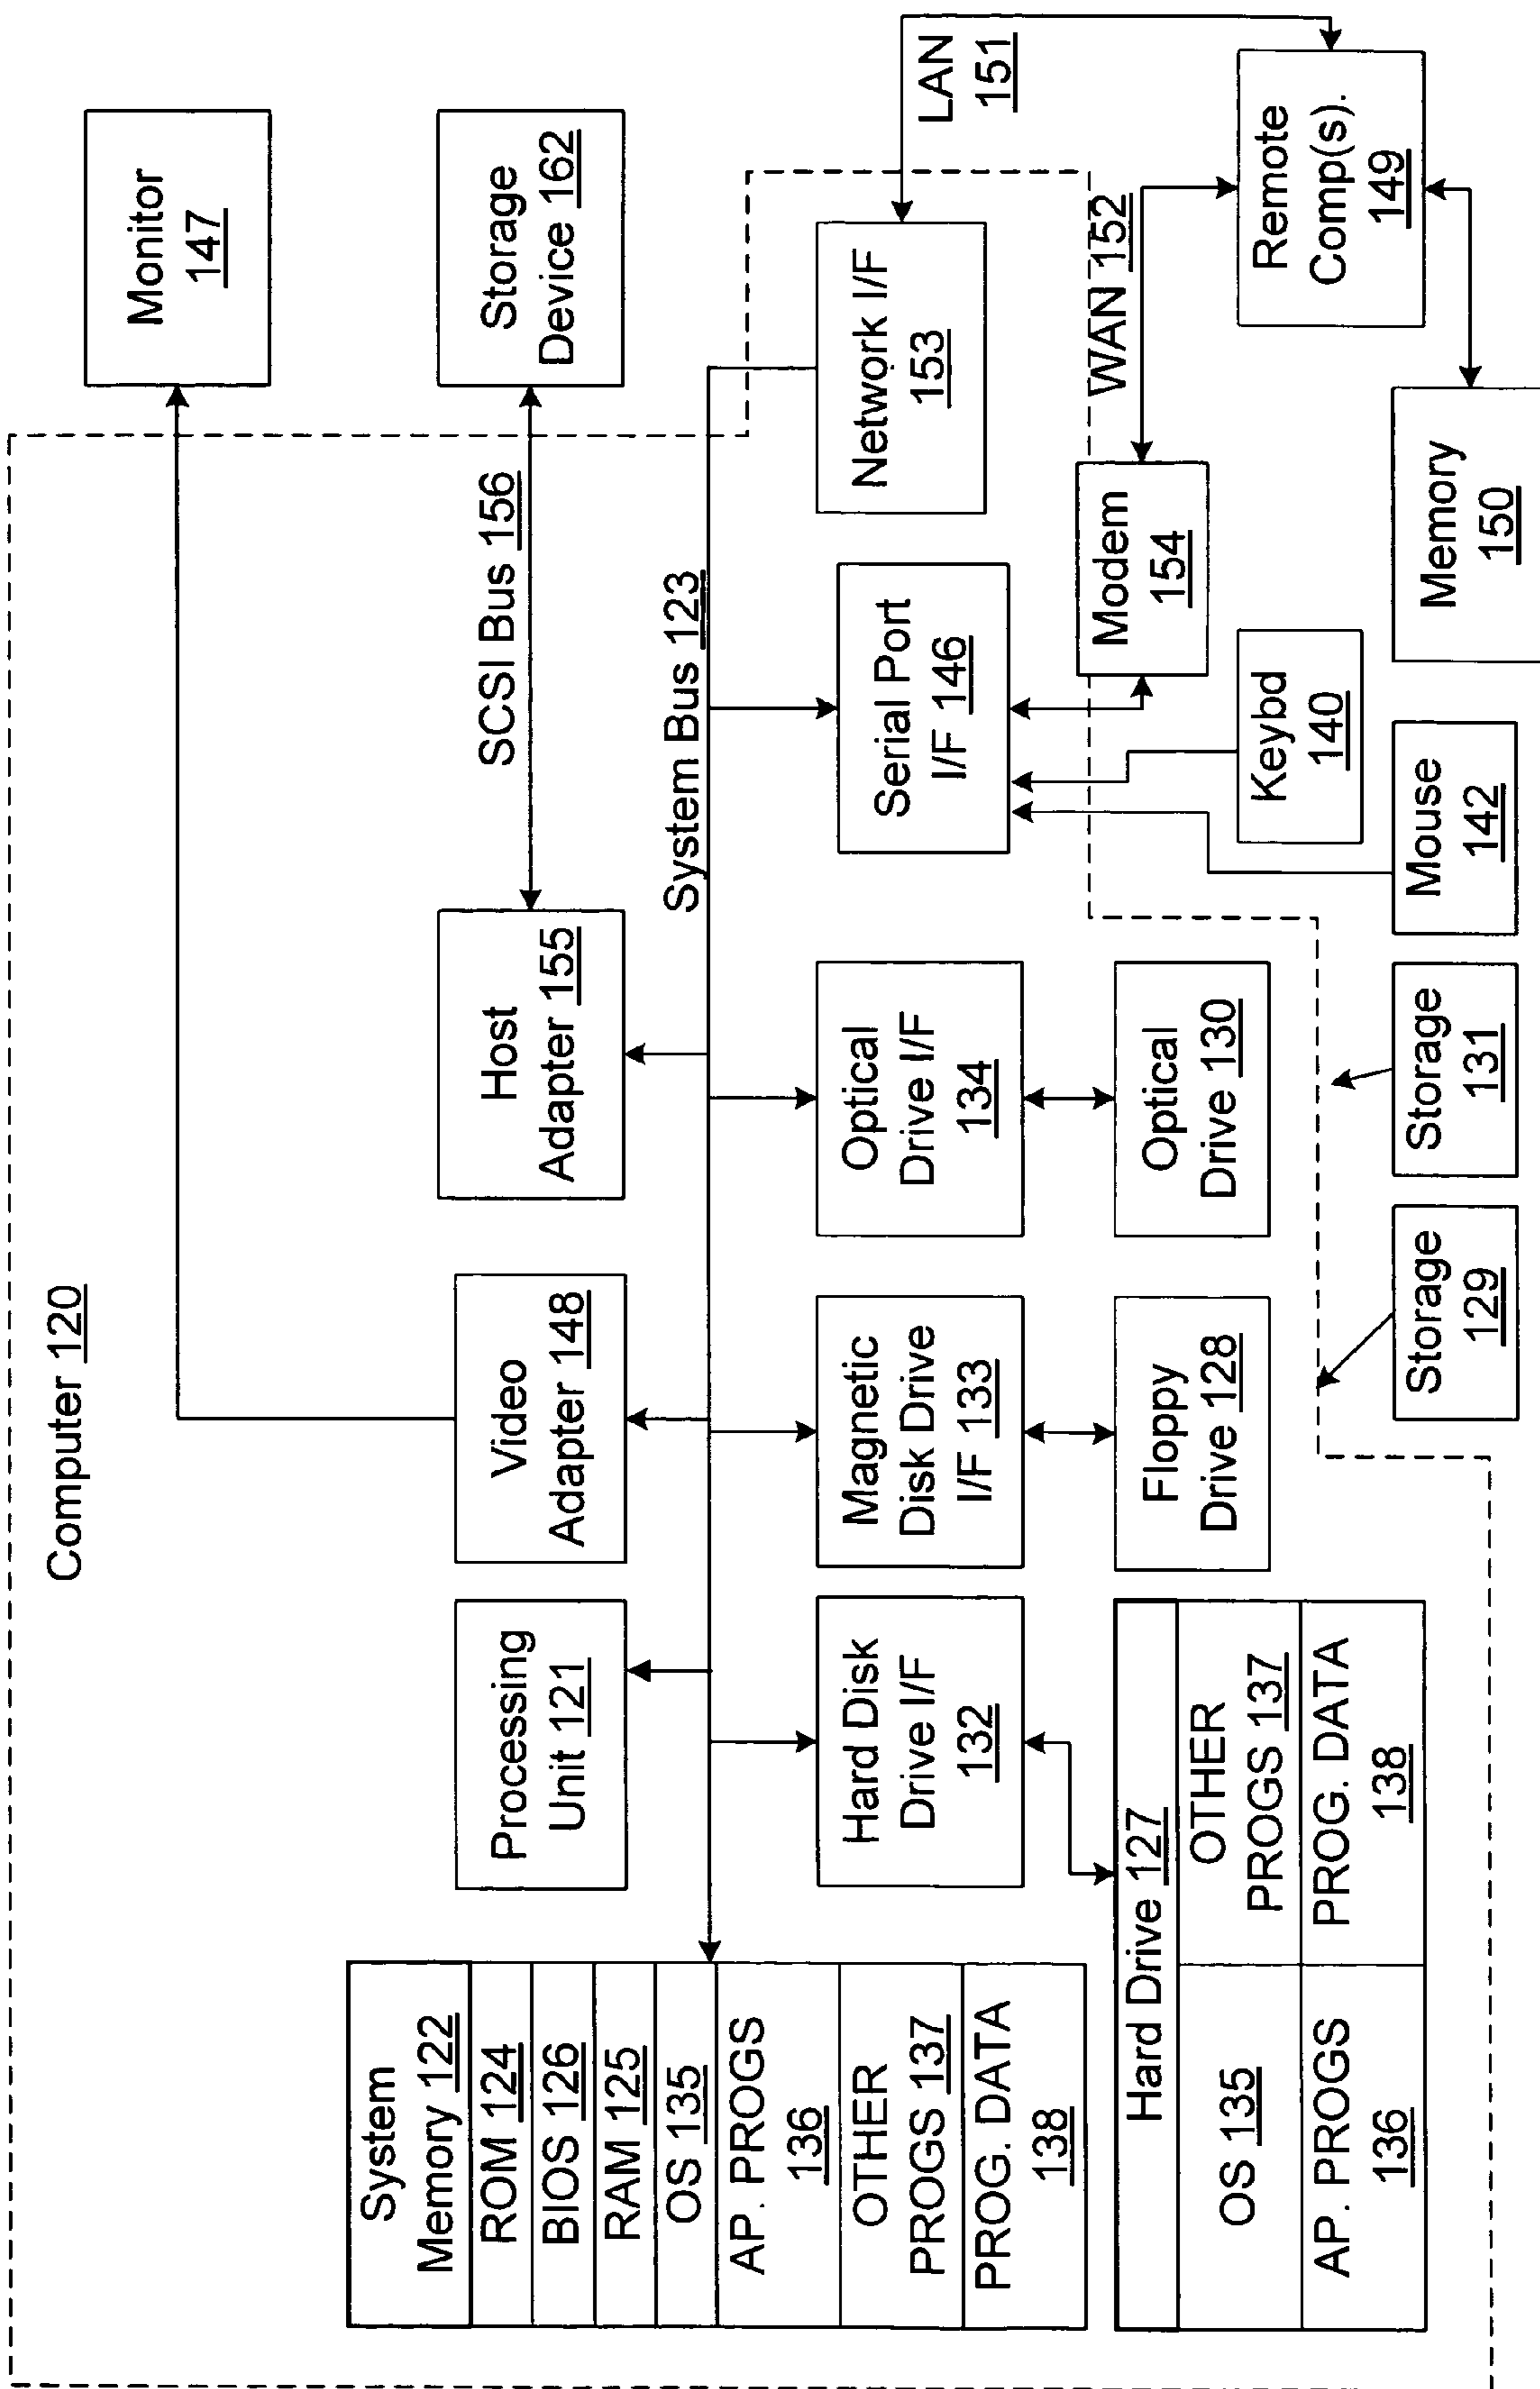 Computer 120
Monitor
147
System
Memory 122
ROM 124
BIOS 126
RAM 125
OS 135
AP. PROGS
136
OTHER
PROGS 137
PROG. DATA
138
Processing
Unit 121
Video
Adapter 148
Host
Adapter 155
SCSI Bus 156
Storage
Device 162
System Bus 123
Hard Disk
Drive I/F
132
Magnetic
Disk Drive
I/F 133
Optical
Drive I/F
134
Serial Port
I/F 146
Network I/F
153
LAN
151
Hard Drive 127
OS 135
OTHER
PROGS 137
AP. PROGS
136
PROG. DATA
138
Floppy
Drive 128
Optical
Drive 130
Modem
154
WAN 152
Keybd
140
Remote
Comp(s).
149
Storage
129
Storage
131
Mouse
142
Memory
150